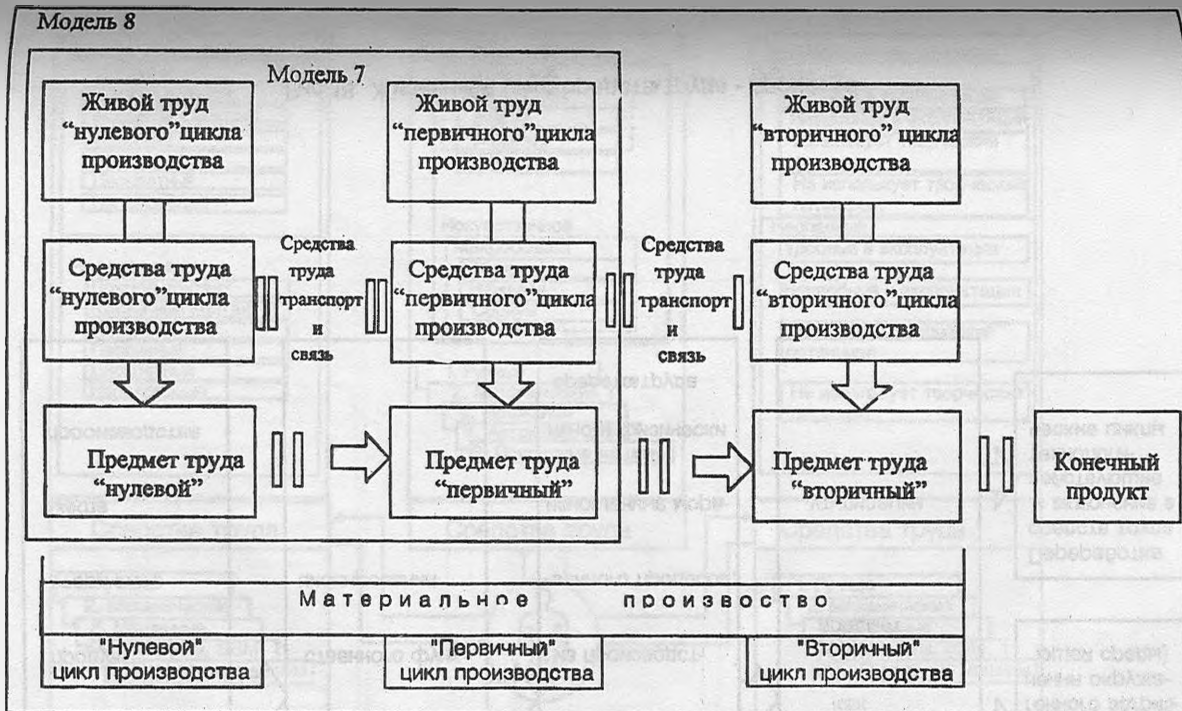 Модель 8
Модель 7
Живой труд
“нулевого”цикла
производства
Живой труд
“первичного”цикла
производства
Живой труд
“вторичного” цикла
производства
Средства труда
“нулевого”цикла
производства
Средства
труда
транспорт
и
связь
Средства труда
“первичного”цикла
производства
Средства
труда
транспорт
и
связь
Средства труда
“вторичного”цикла
производства
Предмет труда
“нулевой”
Предмет труда
“первичный”
Предмет труда
“вторичный”
Конечный
продукт
Материальное произвоство
"Нулевой"
цикл производства
"Первичный"
цикл производства
"Вторичный"
цикл производства